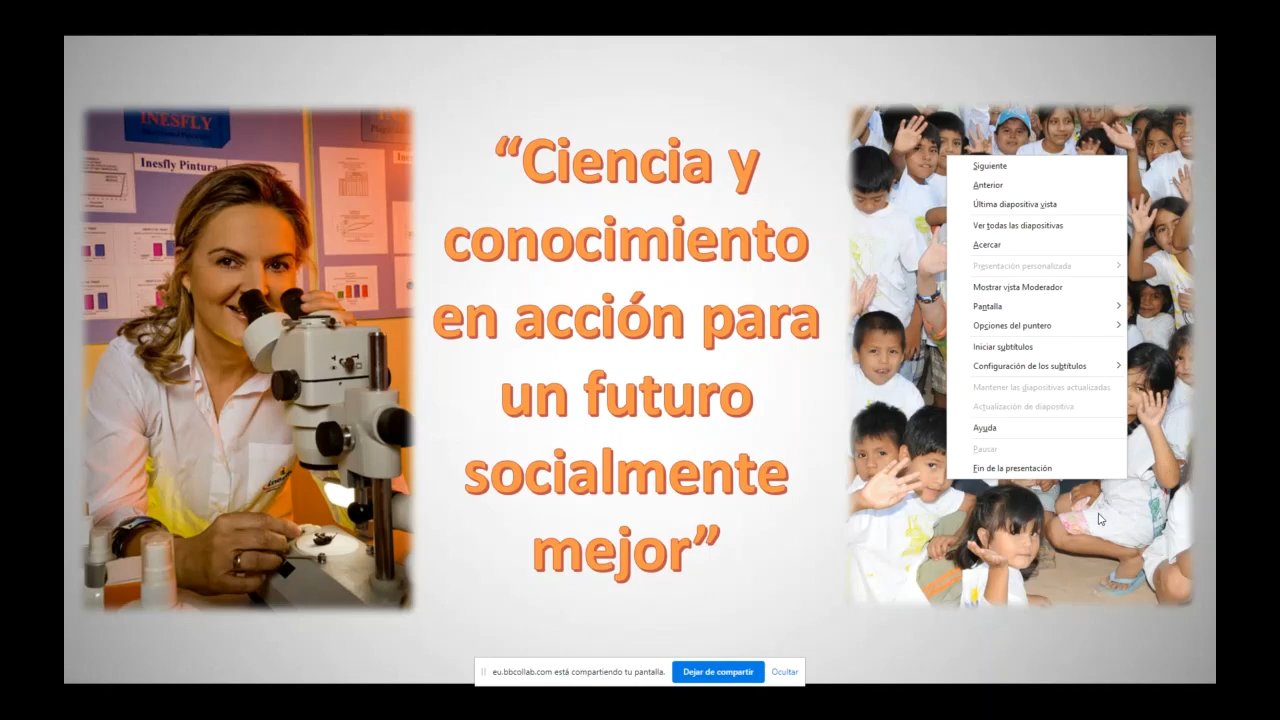 INESFLY
Inesfly Pintura
“Ciencia y
conocimiento
en acción para
un futuro
socialmente
mejor”
Siguiente
Anterior
Última diapositiva vista
Ver todas las diapositivas
Acercar
Presentación personalizada
Mostrar vista Moderador
Pantalla
Opciones del puntero
Iniciar subtítulos
Configuración de los subtítulos
Mantener las diapositivas actualizadas
Actualización de diapositiva
Ayuda
Pausar
Fin de la presentación
eu.bbcollab.com está compartiendo tu pantalla.
Dejar de compartir
Ocultar